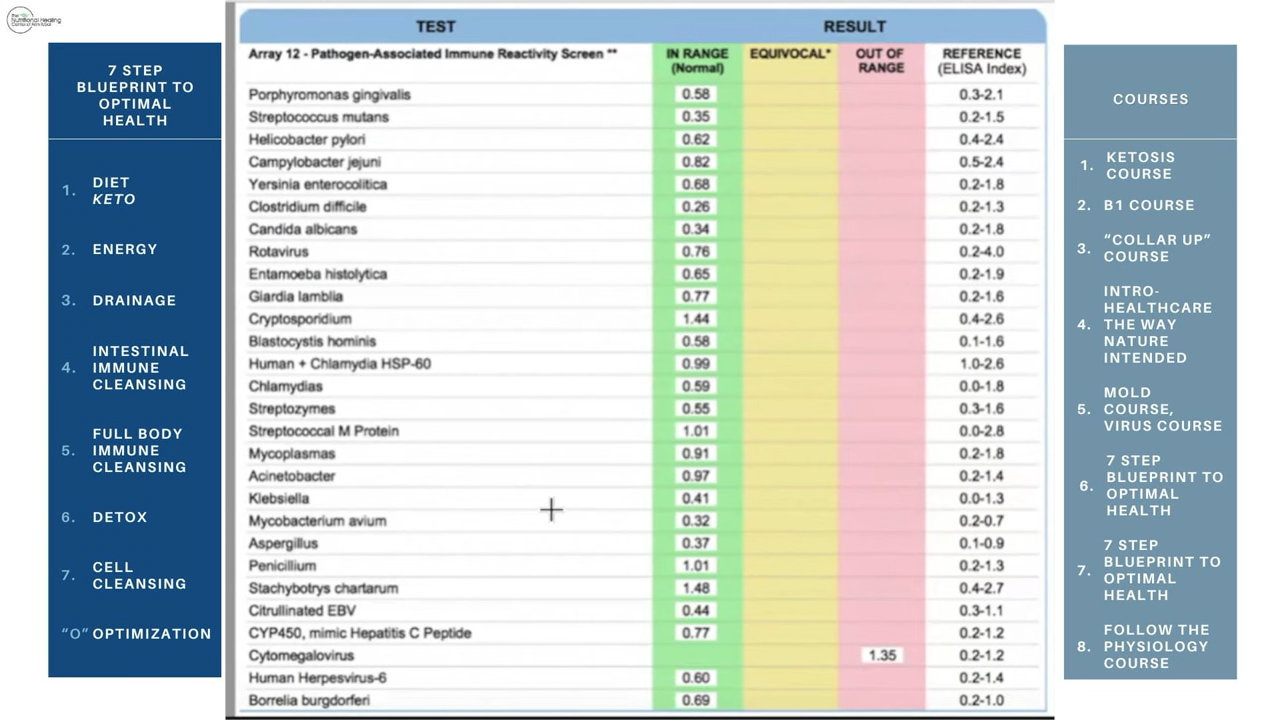 The
Nutritional Healing
Center of Ann Arbor
7 STEP
BLUEPRINT TO
OPTIMAL
HEALTH
1. DIET
KETO
2. ENERGY
3. DRAINAGE
4. INTESTINAL
IMMUNE
CLEANSING
5. FULL BODY
IMMUNE
CLEANSING
6. DETOX
7. CELL
CLEANSING
“O” OPTIMIZATION
TEST RESULT
Array 12 - Pathogen-Associated Immune Reactivity Screen ** IN RANGE (Normal) EQUIVOCAL* OUT OF RANGE REFERENCE (ELISA Index)
Porphyromonas gingivalis 0.58 0.3-2.1
Streptococcus mutans 0.35 0.2-1.5
Helicobacter pylori 0.62 0.4-2.4
Campylobacter jejuni 0.82 0.5-2.4
Yersinia enterocolitica 0.68 0.2-1.8
Clostridium difficile 0.26 0.2-1.3
Candida albicans 0.34 0.2-1.8
Rotavirus 0.76 0.2-4.0
Entamoeba histolytica 0.65 0.2-1.9
Giardia lamblia 0.77 0.2-1.6
Cryptosporidium 1.44 0.4-2.6
Blastocystis hominis 0.58 0.1-1.6
Human + Chlamydia HSP-60 0.99 1.0-2.6
Chlamydias 0.59 0.0-1.8
Streptozymes 0.55 0.3-1.6
Streptococcal M Protein 1.01 0.0-2.8
Mycoplasmas 0.91 0.2-1.8
Acinetobacter 0.97 0.2-1.4
Klebsiella 0.41 0.0-1.3
Mycobacterium avium 0.32 0.2-0.7
Aspergillus 0.37 0.1-0.9
Penicillium 1.01 0.2-1.3
Stachybotrys chartarum 1.48 0.4-2.7
Citrullinated EBV 0.44 0.3-1.1
CYP450, mimic Hepatitis C Peptide 0.77 0.2-1.2
Cytomegalovirus 1.35 0.2-1.2
Human Herpesvirus-6 0.60 0.2-1.4
Borrelia burgdorferi 0.69 0.2-1.0
COURSES
1. KETOSIS
COURSE
2. B1 COURSE
3. “COLLAR UP”
COURSE
4. INTRO-
HEALTHCARE
THE WAY
NATURE
INTENDED
5. MOLD
COURSE,
VIRUS COURSE
6. 7 STEP
BLUEPRINT TO
OPTIMAL
HEALTH
7. 7 STEP
BLUEPRINT TO
OPTIMAL
HEALTH
8. FOLLOW THE
PHYSIOLOGY
COURSE